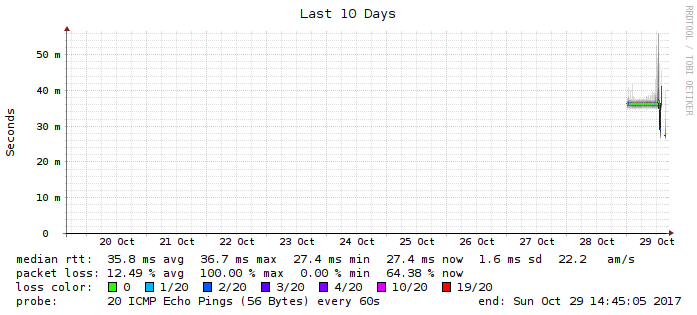 Last 10 Days
RRDTOOL / TOBI OETIKER
Seconds
50 m
40 m
30 m
20 m
10 m
0
20 Oct 21 Oct 22 Oct 23 Oct 24 Oct 25 Oct 26 Oct 27 Oct 28 Oct 29 Oct
median rtt: 35.8 ms avg 36.7 ms max 27.4 ms min 27.4 ms now 1.6 ms sd 22.2 am/s
packet loss: 12.49 % avg 100.00 % max 0.00 % min 64.38 % now
loss color: 0 1/20 2/20 3/20 4/20 10/20 19/20
probe: 20 ICMP Echo Pings (56 Bytes) every 60s end: Sun Oct 29 14:45:05 2017